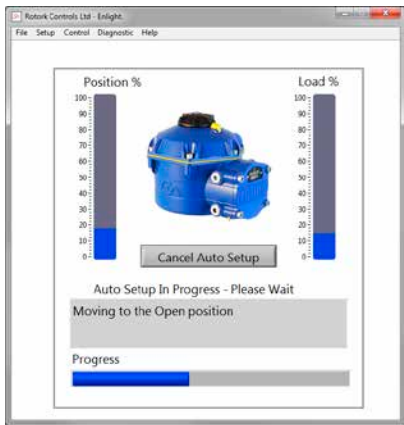 Rotork Controls Ltd - Enlight.
File Setup Control Diagnostic Help
Position % Load %
100 100
90 90
80 80
70 70
60 60
50 50
40 40
30 30
20 20
10 10
0 0
Cancel Auto Setup
Auto Setup In Progress - Please Wait
Moving to the Open position
Progress